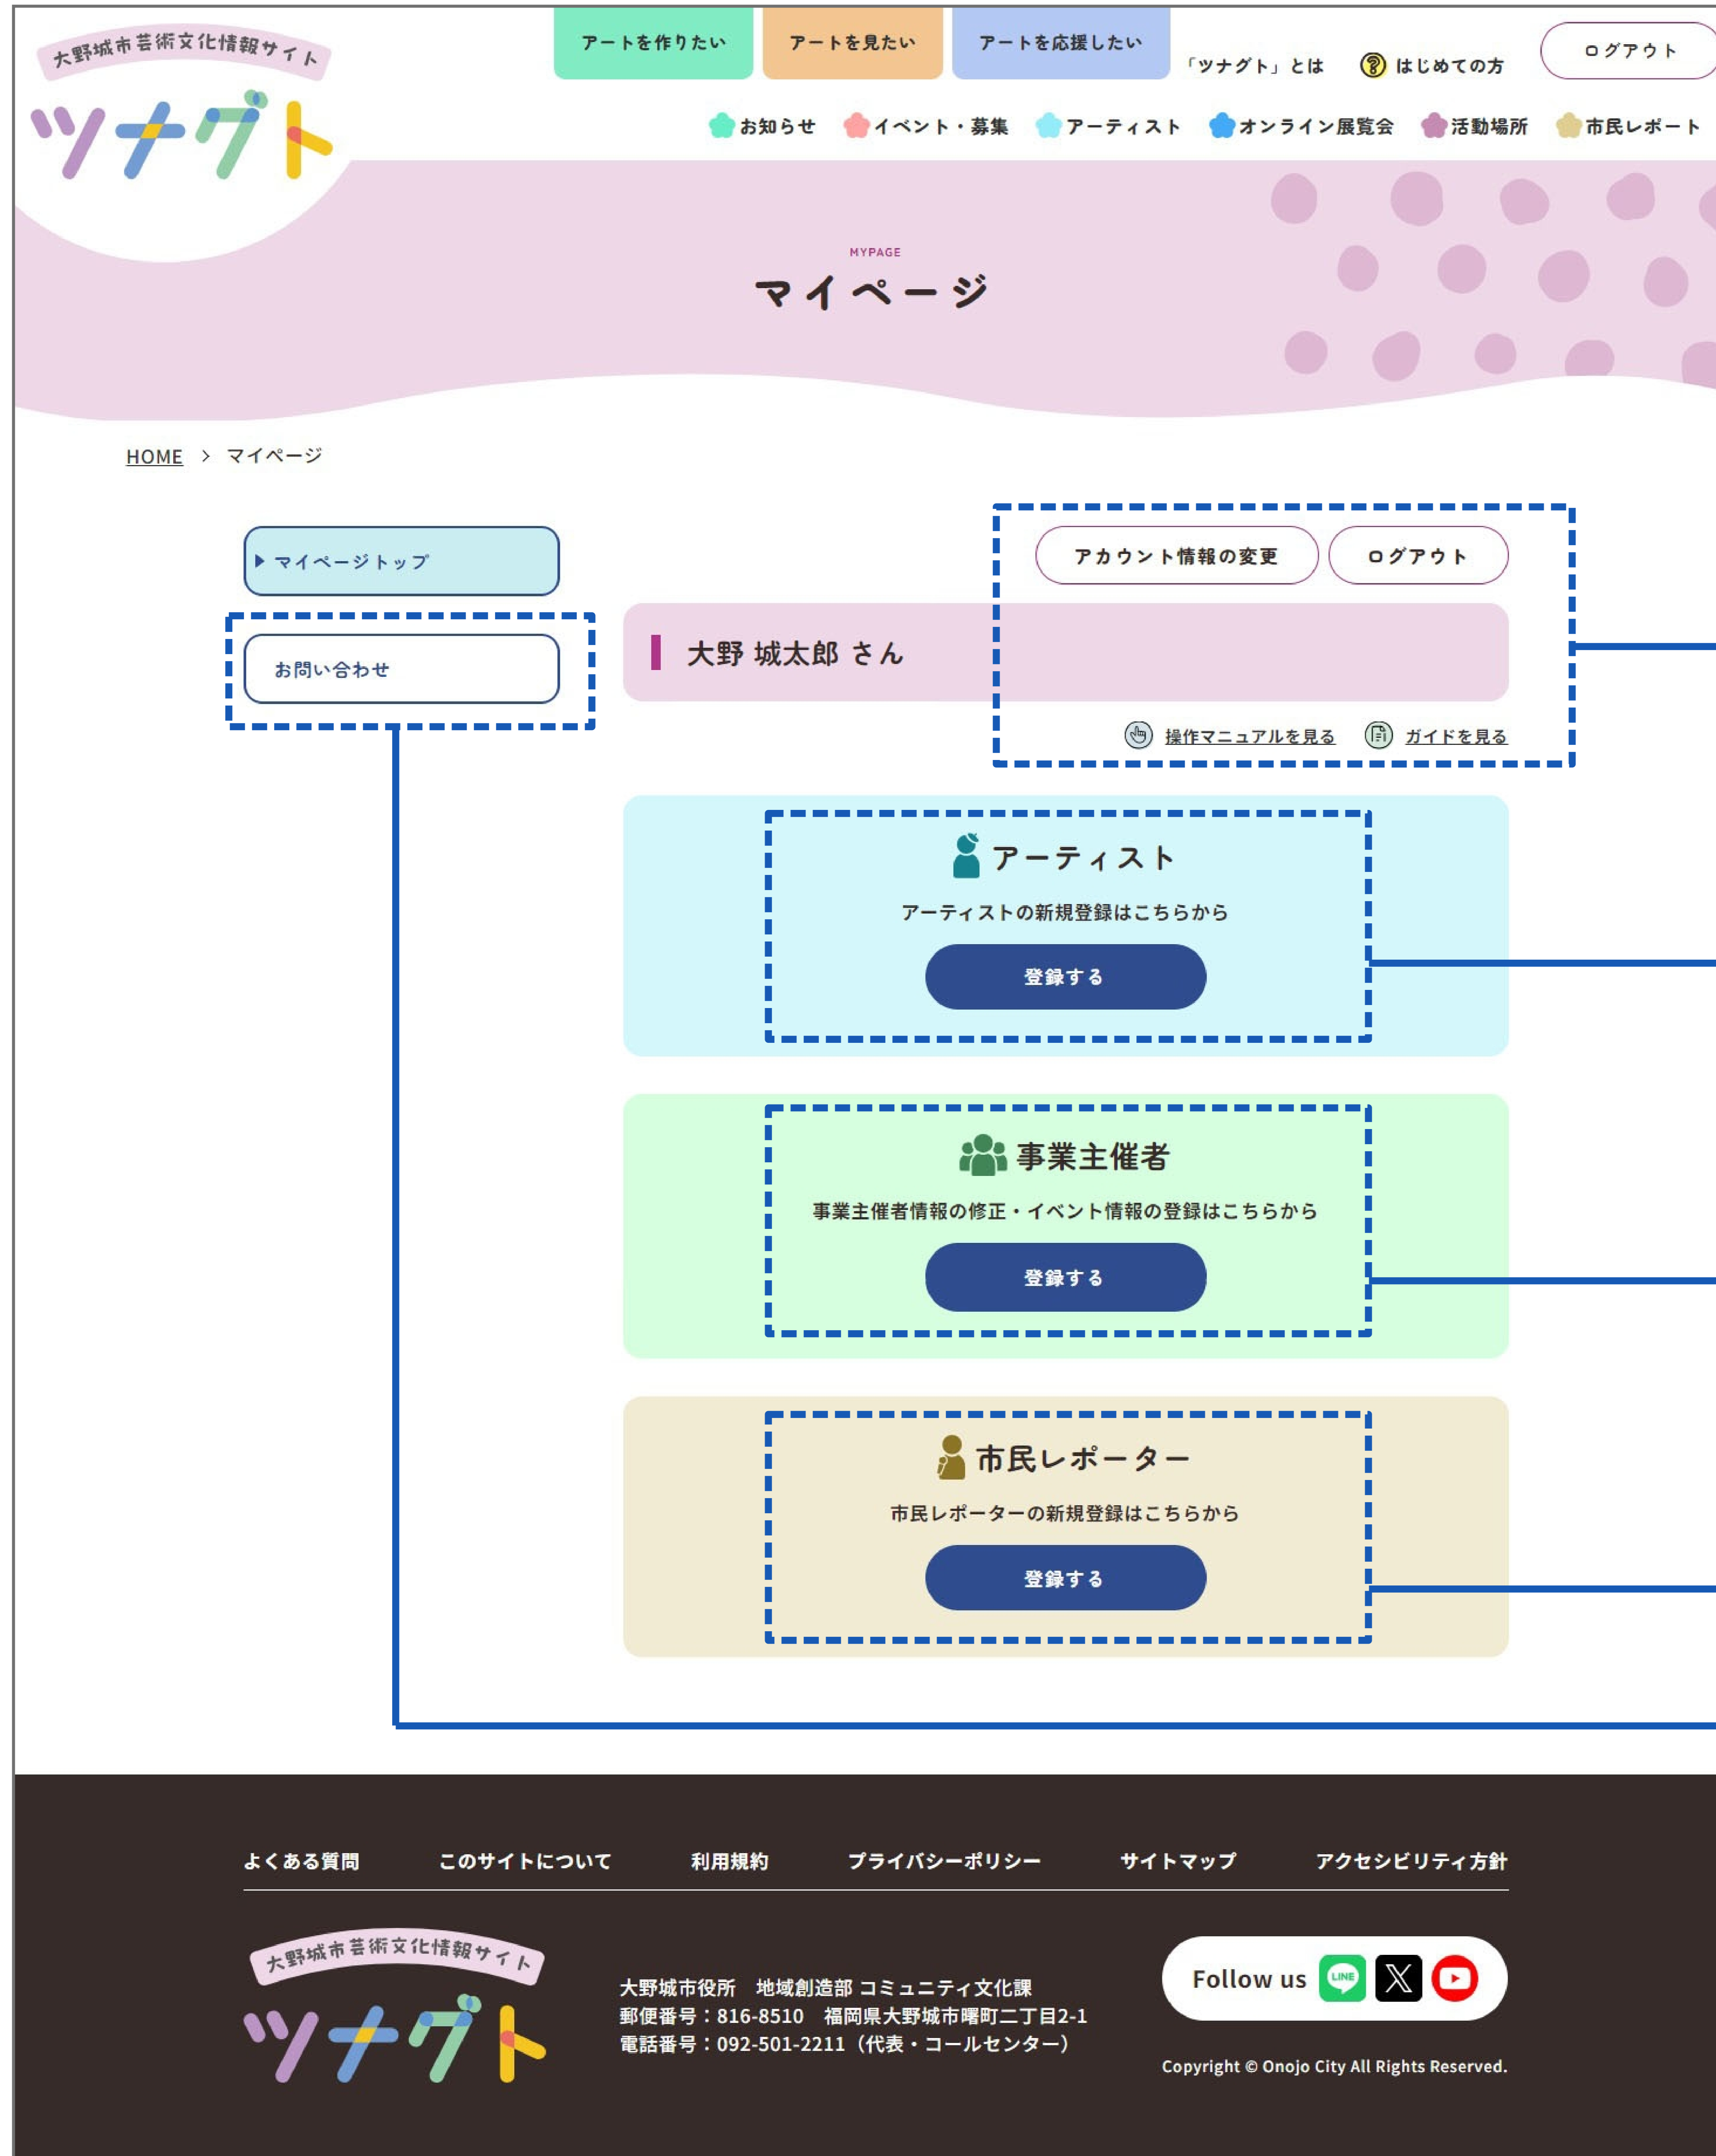 大野城市芸術文化情報サイト
ツナグト
アートを作りたい
アートを見たい
アートを応援したい
「ツナグト」とは
はじめての方
ログアウト
お知らせ
イベント・募集
アーティスト
オンライン展覧会
活動場所
市民レポート
MYPAGE
マイページ
HOME > マイページ
マイページトップ
お問い合わせ
アカウント情報の変更
ログアウト
大野 城太郎 さん
操作マニュアルを見る
ガイドを見る
アーティスト
アーティストの新規登録はこちらから
登録する
事業主催者
事業主催者情報の修正・イベント情報の登録はこちらから
登録する
市民レポーター
市民レポーターの新規登録はこちらから
登録する
よくある質問
このサイトについて
利用規約
プライバシーポリシー
サイトマップ
アクセシビリティ方針
大野城市芸術文化情報サイト
ツナグト
大野城市役所　地域創造部 コミュニティ文化課
郵便番号：816-8510　福岡県大野城市曙町二丁目2-1
電話番号：092-501-2211（代表・コールセンター）
Follow us
LINE
X
Copyright © Onojo City All Rights Reserved.